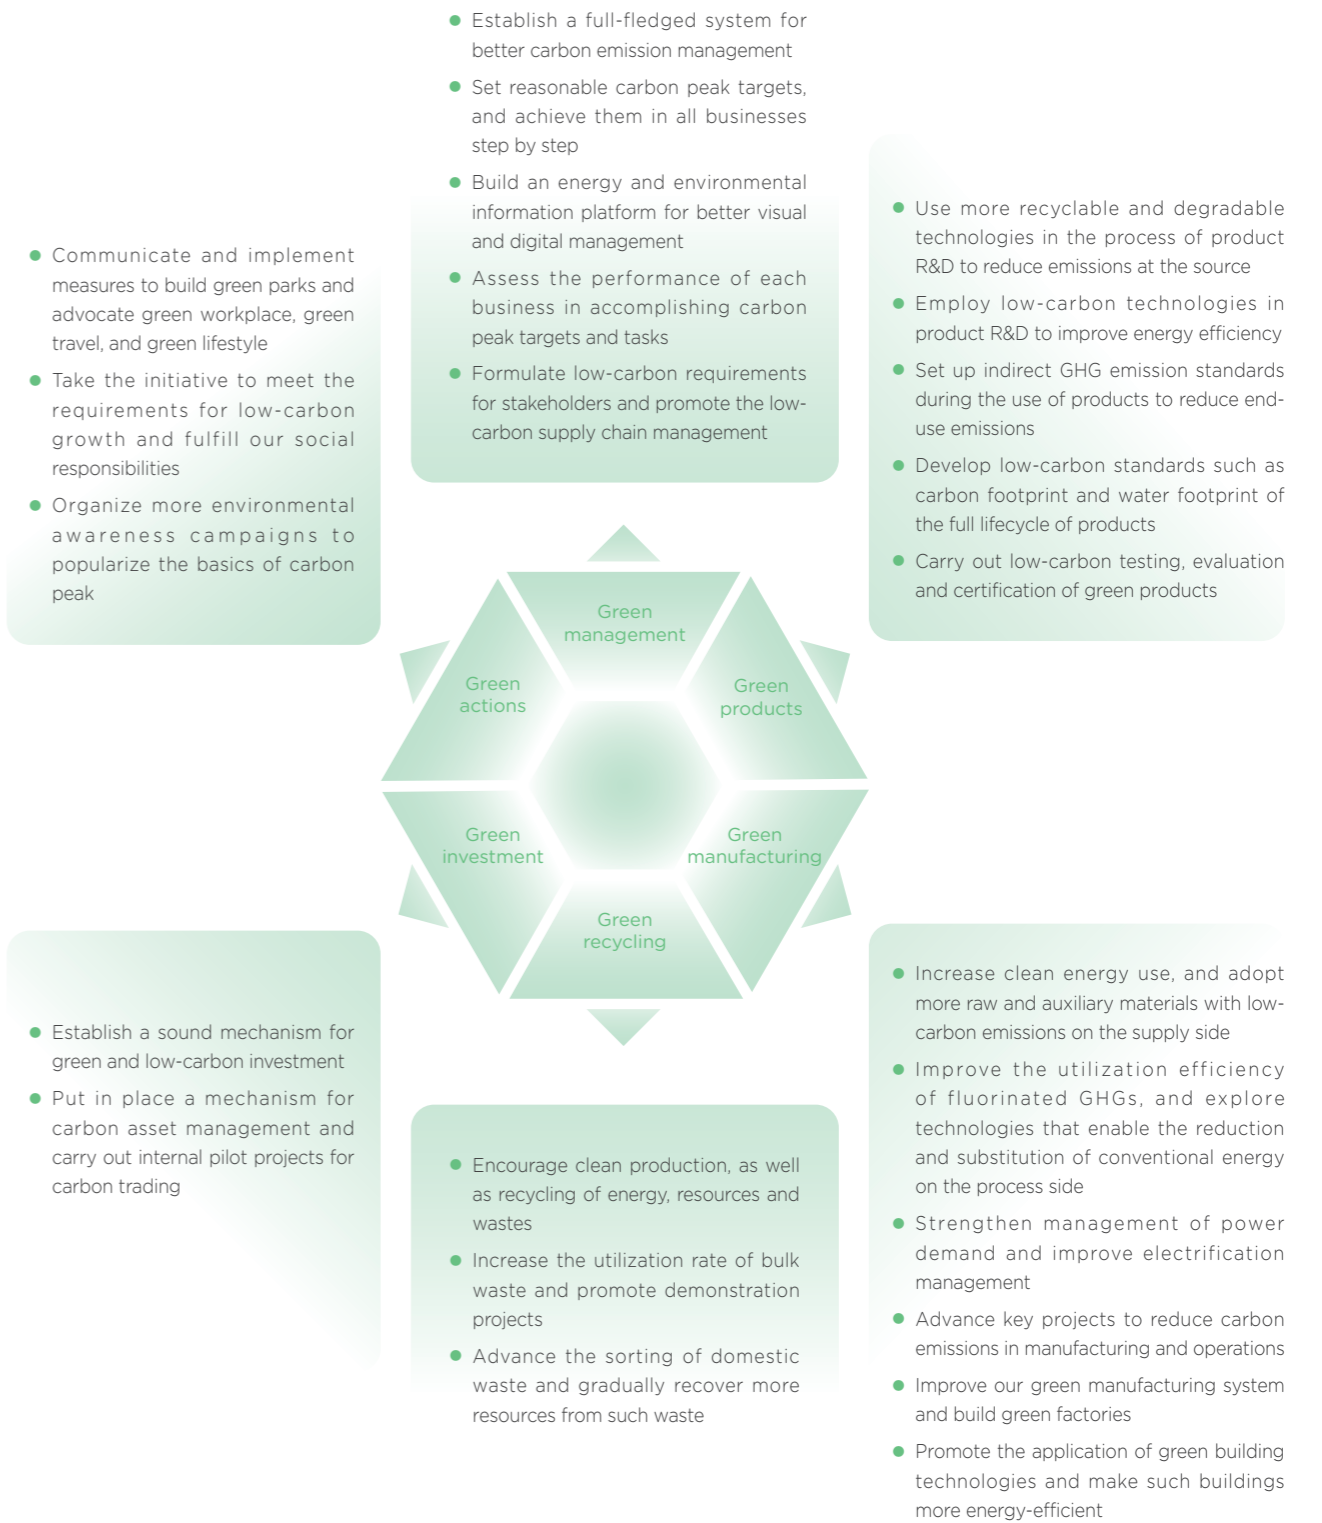 Establish a full-fledged system for
better carbon emission management
Set reasonable carbon peak targets,
and achieve them in all businesses
step by step
Build an energy and environmental
information platform for better visual
and digital management
Assess the performance of each
business in accomplishing carbon
peak targets and tasks
Formulate low-carbon requirements
for stakeholders and promote the low-
carbon supply chain management
Communicate and implement
measures to build green parks and
advocate green workplace, green
travel, and green lifestyle
Take the initiative to meet the
requirements for low-carbon
growth and fulfill our social
responsibilities
Organize more environmental
awareness campaigns to
popularize the basics of carbon
peak
Use more recyclable and degradable
technologies in the process of product
R&D to reduce emissions at the source
Employ low-carbon technologies in
product R&D to improve energy efficiency
Set up indirect GHG emission standards
during the use of products to reduce end-
use emissions
Develop low-carbon standards such as
carbon footprint and water footprint of
the full lifecycle of products
Carry out low-carbon testing, evaluation
and certification of green products
Green
management
Green
actions
Green
products
Green
investment
Green
manufacturing
Green
recycling
Establish a sound mechanism for
green and low-carbon investment
Put in place a mechanism for
carbon asset management and
carry out internal pilot projects for
carbon trading
Encourage clean production, as well
as recycling of energy, resources and
wastes
Increase the utilization rate of bulk
waste and promote demonstration
projects
Advance the sorting of domestic
waste and gradually recover more
resources from such waste
Increase clean energy use, and adopt
more raw and auxiliary materials with low-
carbon emissions on the supply side
Improve the utilization efficiency
of fluorinated GHGs, and explore
technologies that enable the reduction
and substitution of conventional energy
on the process side
Strengthen management of power
demand and improve electrification
management
Advance key projects to reduce carbon
emissions in manufacturing and operations
Improve our green manufacturing system
and build green factories
Promote the application of green building
technologies and make such buildings
more energy-efficient